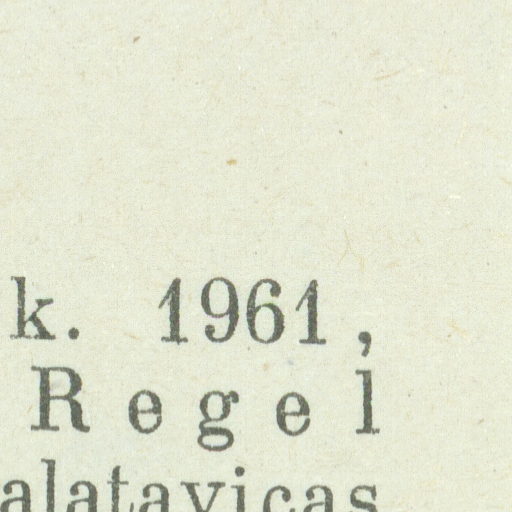 k. 1961,
Regel
alatavicas